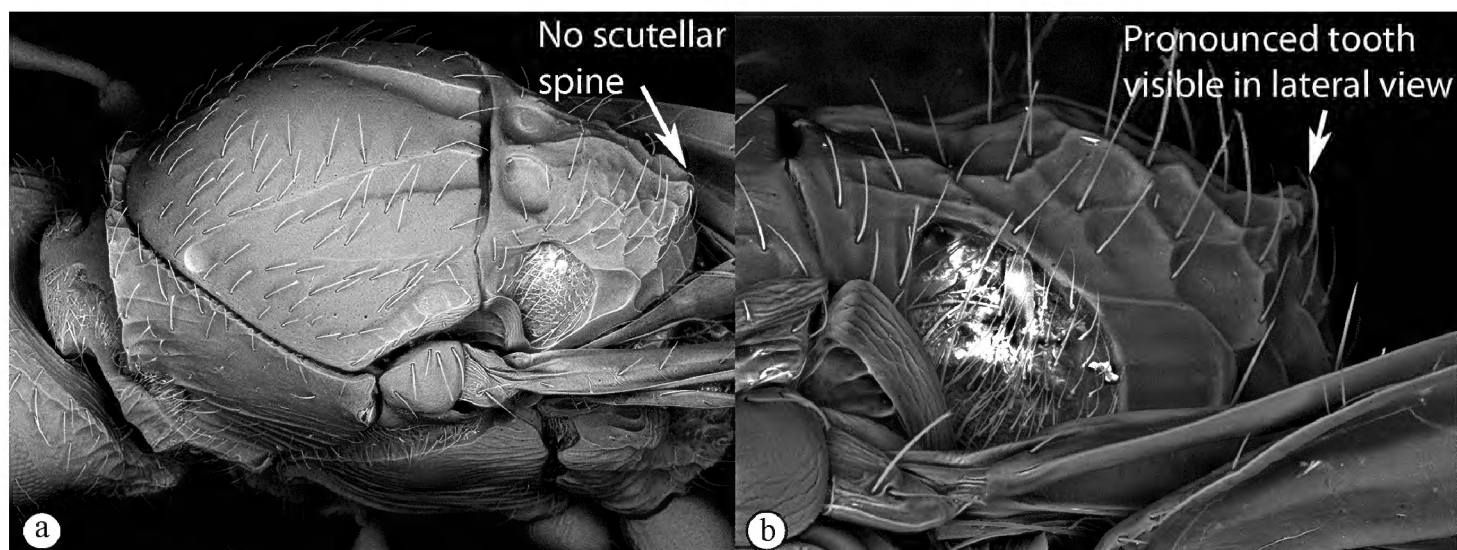 No scutellar
spine
Pronounced tooth
visible in lateral view
a
b